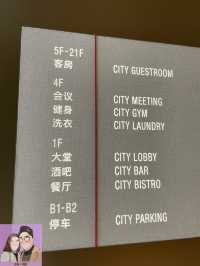 5F-21F
客房 CITY GUESTROOM
4F
会议 CITY MEETING
健身 CITY GYM
洗衣 CITY LAUNDRY
1F
大堂 CITY LOBBY
酒吧 CITY BAR
餐厅 CITY BISTRO
B1-B2
停车 CITY PARKING